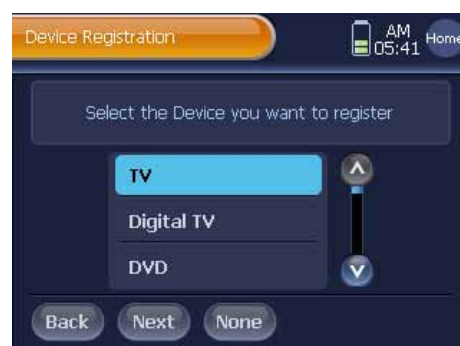 Device Registration
AM
05:41
Home
Select the Device you want to register
TV
Digital TV
DVD
Back Next None